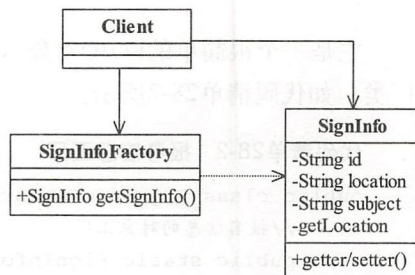 Client
SignInfoFactory
+SignInfo getSignInfo()
SignInfo
-String id
-String location
-String subject
-getLocation
+getter/setter()